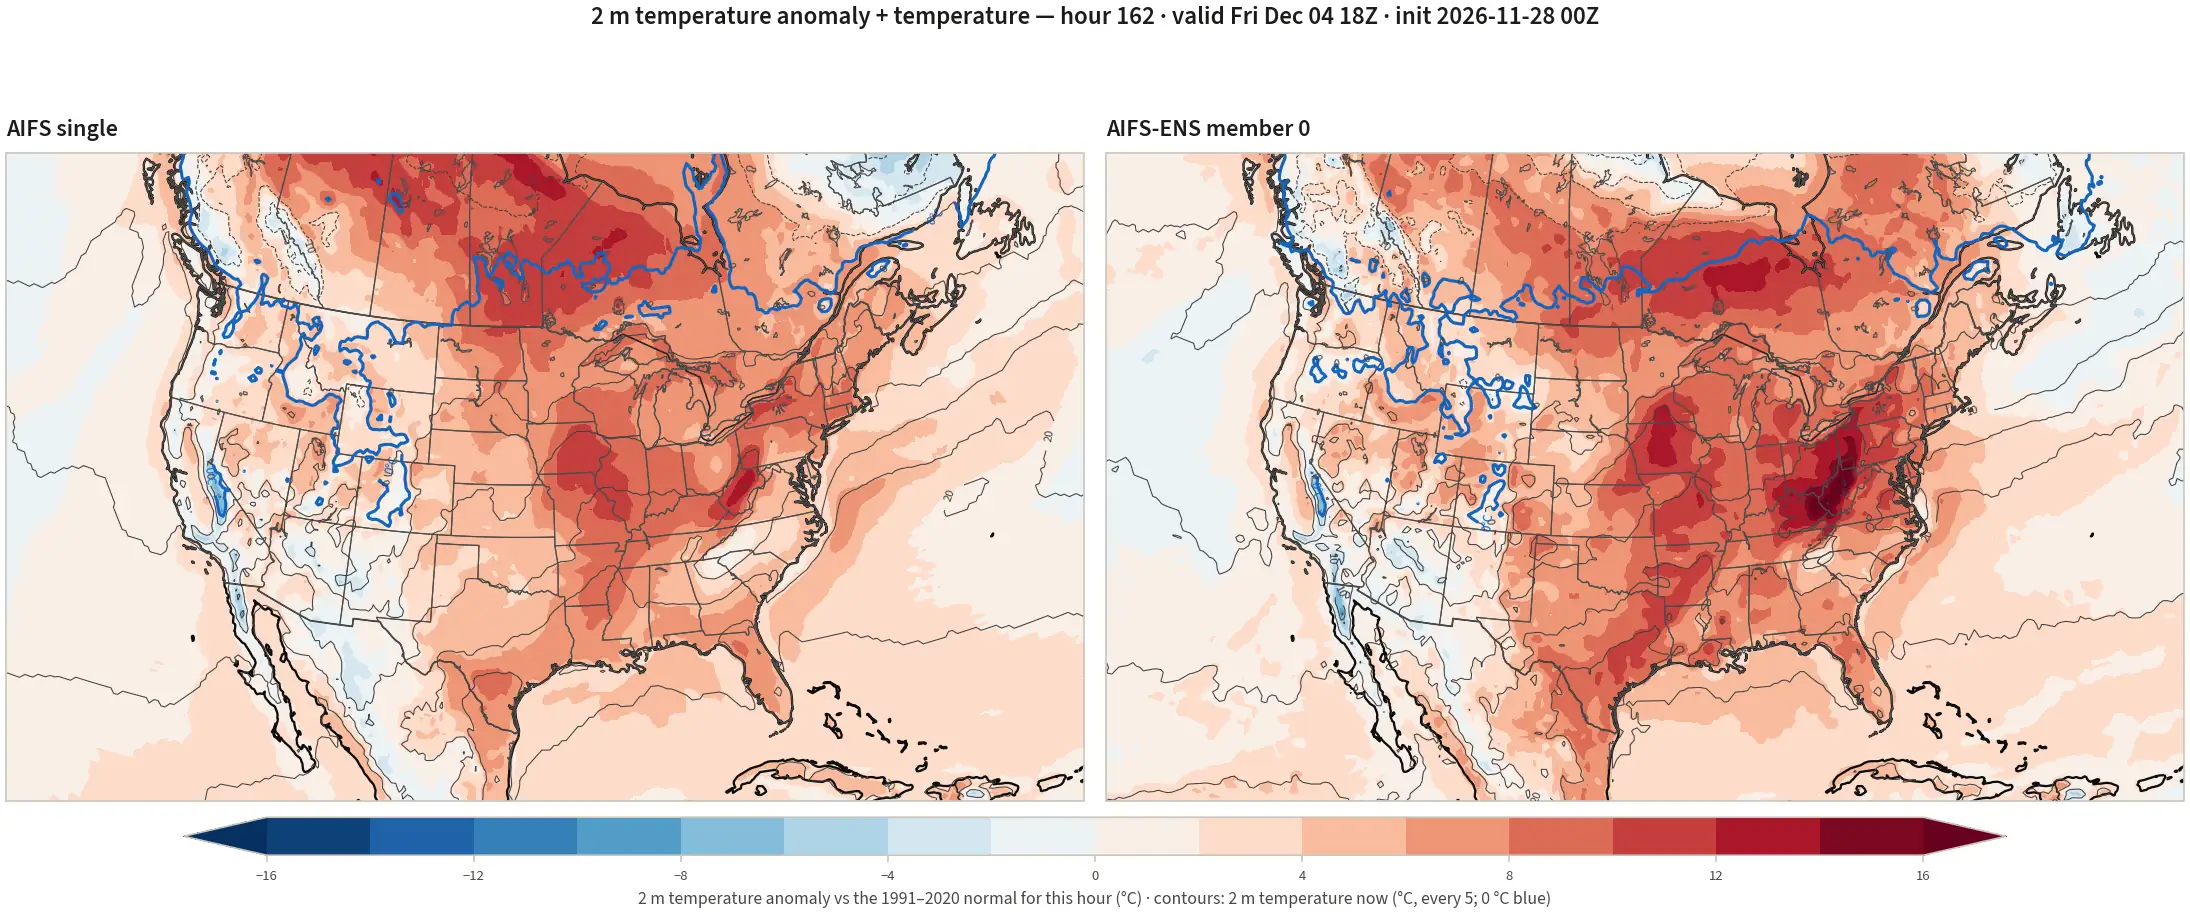 2 m temperature anomaly + temperature — hour 162 · valid Fri Dec 04 18Z · init 2026-11-28 00Z
AIFS single
AIFS-ENS member 0
20
20
−16
−12
−8
−4
0
4
8
12
16
2 m temperature anomaly vs the 1991–2020 normal for this hour (°C) · contours: 2 m temperature now (°C, every 5; 0 °C blue)